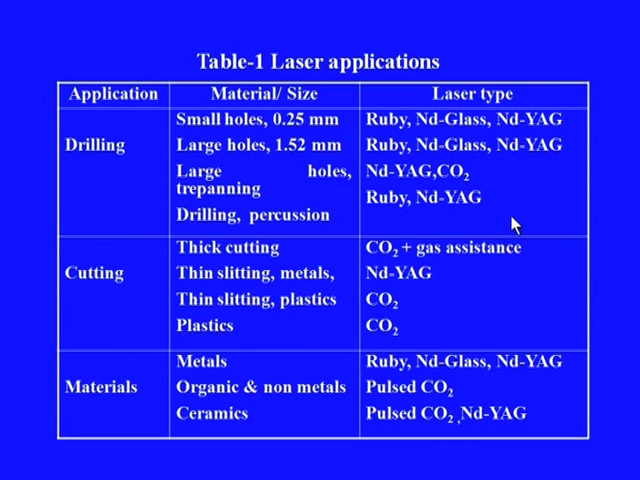 Table-1 Laser applications
Application Material/ Size Laser type
Small holes, 0.25 mm Ruby, Nd-Glass, Nd-YAG
Drilling Large holes, 1.52 mm Ruby, Nd-Glass, Nd-YAG
Large holes, Nd-YAG,CO2
trepanning
Ruby, Nd-YAG
Drilling, percussion
Thick cutting CO2 + gas assistance
Cutting Thin slitting, metals, Nd-YAG
Thin slitting, plastics CO2
Plastics CO2
Metals Ruby, Nd-Glass, Nd-YAG
Materials Organic & non metals Pulsed CO2
Ceramics Pulsed CO2 ,Nd-YAG